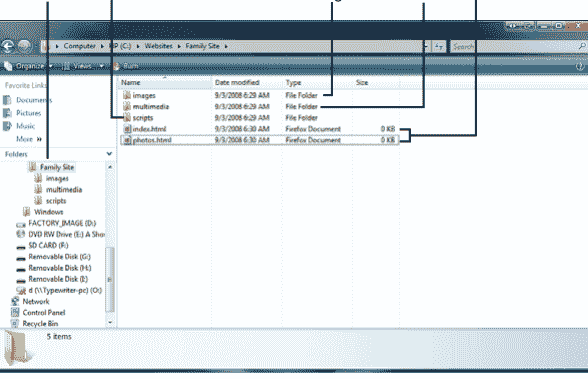 Computer ▸ HP (C:) ▸ Websites ▸ Family Site ▸
Search
Organize Views Burn
Favorite Links
Documents
Pictures
Music
More »
Folders
Family Site
images
multimedia
scripts
Windows
FACTORY_IMAGE (D:)
DVD RW Drive (E:) A Show
SD CARD (F:)
Removable Disk (G:)
Removable Disk (H:)
Removable Disk (I:)
d (\\Typewriter-pc) (O:)
Network
Control Panel
Recycle Bin
Name Date modified Type Size
images 9/3/2008 6:29 AM File Folder
multimedia 9/3/2008 6:29 AM File Folder
scripts 9/3/2008 6:29 AM File Folder
index.html 9/3/2008 6:30 AM Firefox Document 0 KB
photos.html 9/3/2008 6:30 AM Firefox Document 0 KB
5 items